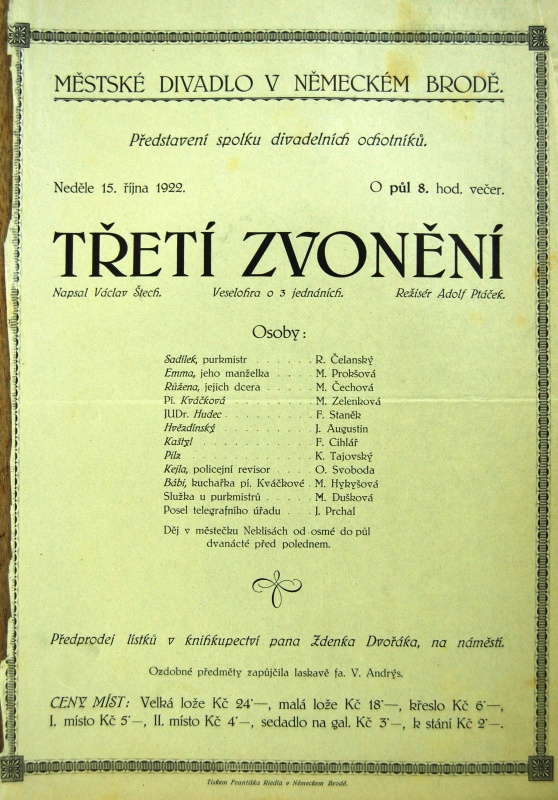 MĚSTSKÉ DIVADLO V NĚMECKÉM BRODĚ.
Představení spolku divadelních ochotníků.
Neděle 15. října 1922. O půl 8. hod. večer.
TŘETÍ ZVONĚNÍ
Napsal Václav Štech. Veselohra o 3 jednáních. Režisér Adolf Ptáček.
Osoby:
Sadílek, purkmistr . . . . . . R. Čelanský
Emma, jeho manželka . . . . M. Prokšová
Růžena, jejich dcera . . . . . M. Čechová
Pí. Kváčková . . . . . . . . M. Zelenková
JUDr. Hudec . . . . . . . . F. Staněk
Hvězdínský . . . . . . . . . J. Augustin
Kaštyl . . . . . . . . . . . F. Cihlář
Pilz . . . . . . . . . . . . K. Tajovský
Kejla, policejní revisor . . . . O. Svoboda
Bábi, kuchařka pí. Kváčkové . M. Hykyšová
Služka u purkmistrů . . . . . M. Dušková
Posel telegrafního úřadu . . . J. Prchal
Děj v městečku Neklisách od osmé do půl
dvanácté před polednem.
Předprodej lístků v knihkupectví pana Zdenka Dvořáka, na náměstí.
Ozdobné předměty zapůjčila laskavě fa. V. Andrýs.
CENY MÍST: Velká lože Kč 24·—, malá lože Kč 18·—, křeslo Kč 6·—,
I. místo Kč 5·—, II. místo Kč 4·—, sedadlo na gal. Kč 3·—, k stání Kč 2·—.
Tiskem Františka Riedla v Německém Brodě.